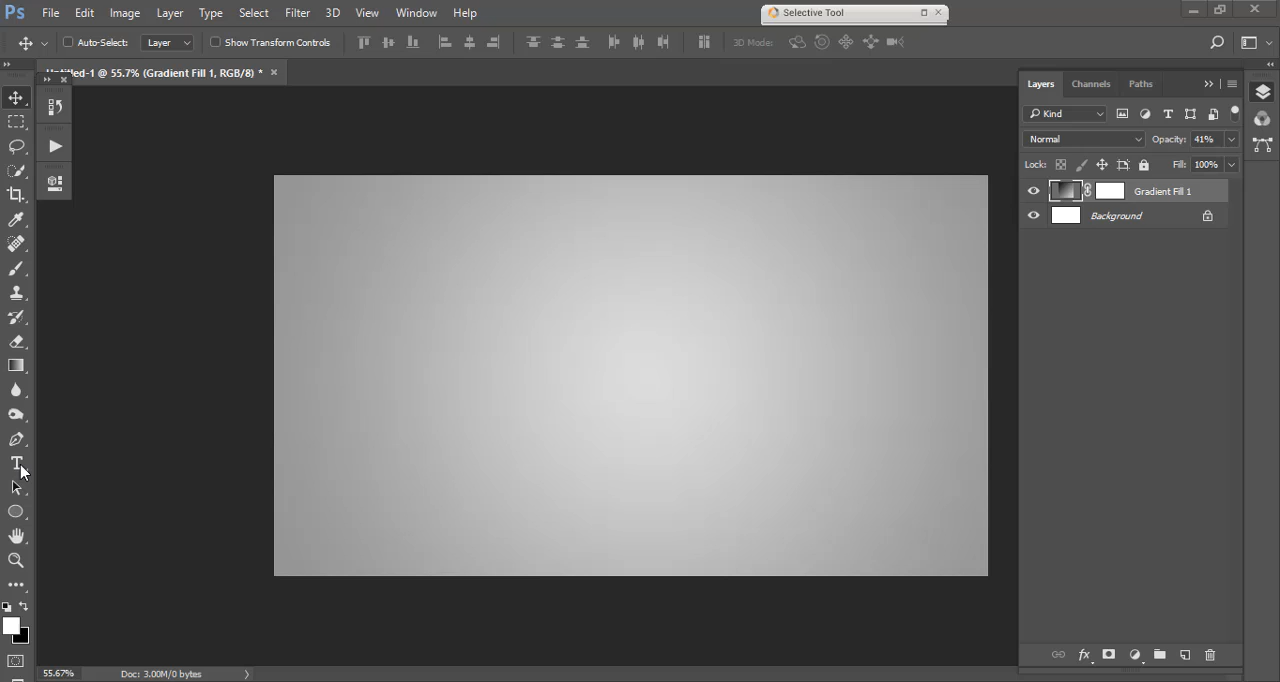 Ps File Edit Image Layer Type Select Filter 3D View Window Help
Selective Tool
Auto-Select: Layer Show Transform Controls 3D Mode:
Untitled-1 @ 55.7% (Gradient Fill 1, RGB/8) *
Layers Channels Paths
Kind
Normal Opacity: 41%
Lock: Fill: 100%
Gradient Fill 1
Background
fx
55.67% Doc: 3.00M/0 bytes